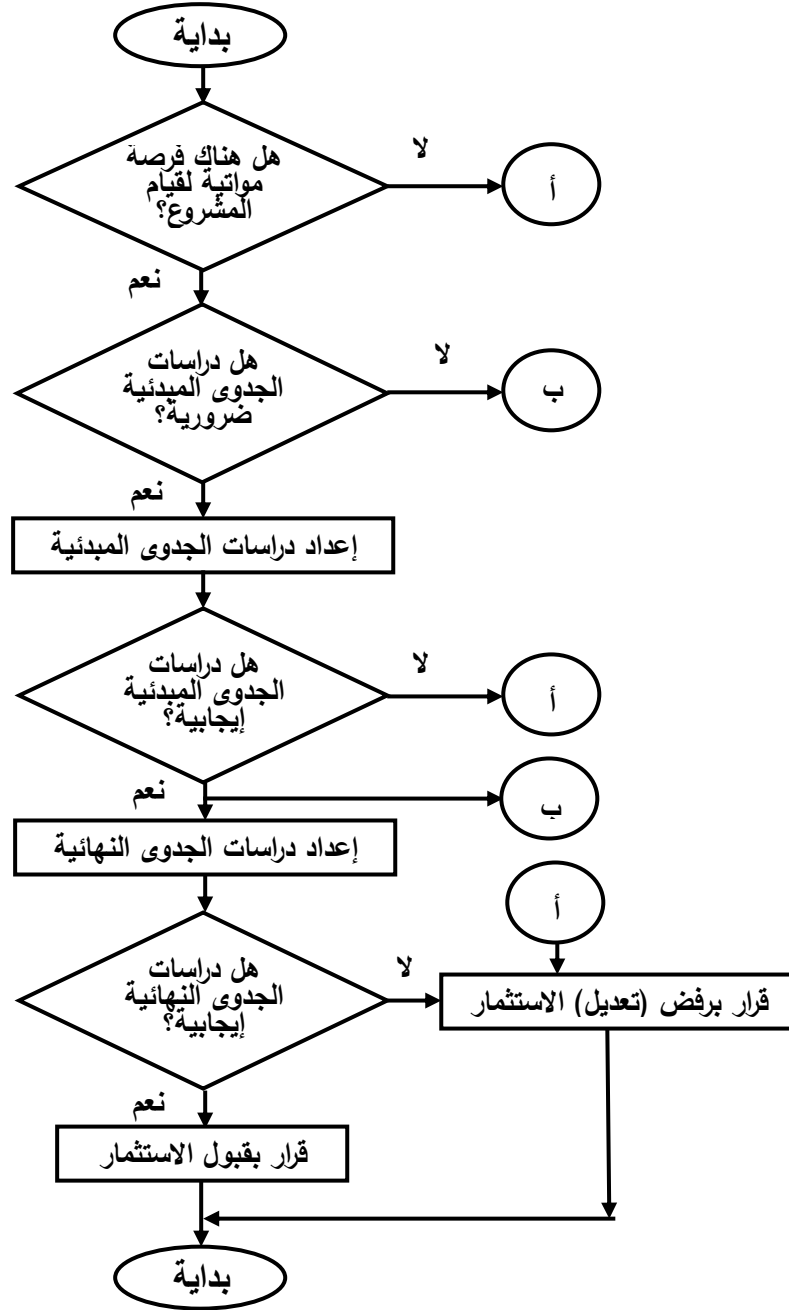 بداية
هل هناك فرصة
مواتية لقيام
المشروع؟
لا
أ
نعم
هل دراسات
الجدوى المبدئية
ضرورية؟
لا
ب
نعم
إعداد دراسات الجدوى المبدئية
هل دراسات
الجدوى المبدئية
إيجابية؟
لا
أ
نعم
ب
إعداد دراسات الجدوى النهائية
أ
هل دراسات
الجدوى النهائية
إيجابية؟
لا
قرار برفض (تعديل) الاستثمار
نعم
قرار بقبول الاستثمار
بداية